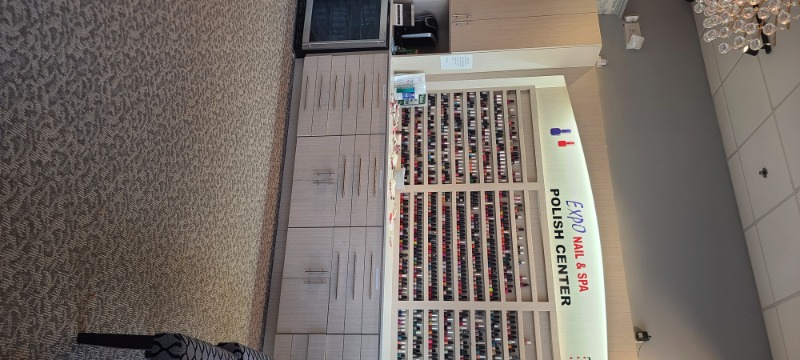 EXPO NAIL & SPA
POLISH CENTER